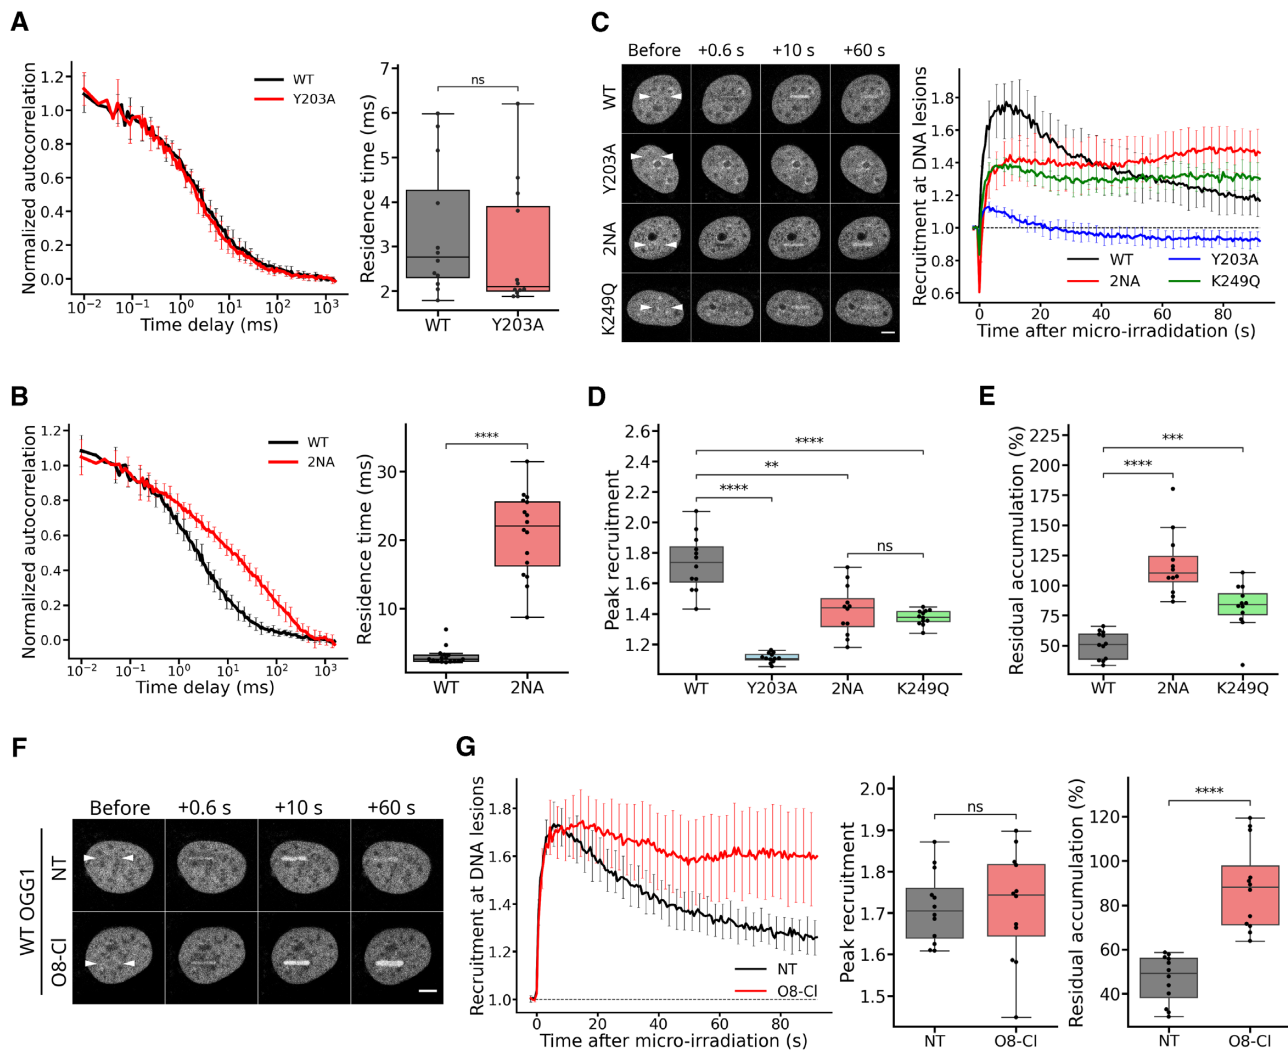 A
Normalized autocorrelation
1.2
1.0
0.8
0.6
0.4
0.2
0.0
WT
Y203A
10⁻² 10⁻¹ 10⁰ 10¹ 10² 10³
Time delay (ms)
Residence time (ms)
7
6
5
4
3
2
ns
WT Y203A
C
Before +0.6 s +10 s +60 s
WT
Y203A
2NA
K249Q
Recruitment at DNA lesions
1.8
1.6
1.4
1.2
1.0
0.8
0.6
WT Y203A
2NA K249Q
0 20 40 60 80
Time after micro-irradidation (s)
B
Normalized autocorrelation
1.2
1.0
0.8
0.6
0.4
0.2
0.0
WT
2NA
10⁻² 10⁻¹ 10⁰ 10¹ 10² 10³
Time delay (ms)
Residence time (ms)
30
20
10
****
WT 2NA
D
Peak recruitment
2.6
2.4
2.2
2.0
1.8
1.6
1.4
1.2
****
**
****
ns
WT Y203A 2NA K249Q
E
Residual accumulation (%)
225
200
175
150
125
100
75
50
***
****
WT 2NA K249Q
F
Before +0.6 s +10 s +60 s
WT OGG1
NT
O8-Cl
G
Recruitment at DNA lesions
1.8
1.6
1.4
1.2
1.0
NT
O8-Cl
0 20 40 60 80
Time after micro-irradiation (s)
Peak recruitment
2.0
1.9
1.8
1.7
1.6
1.5
ns
NT O8-Cl
Residual accumulation (%)
120
100
80
60
40
****
NT O8-Cl